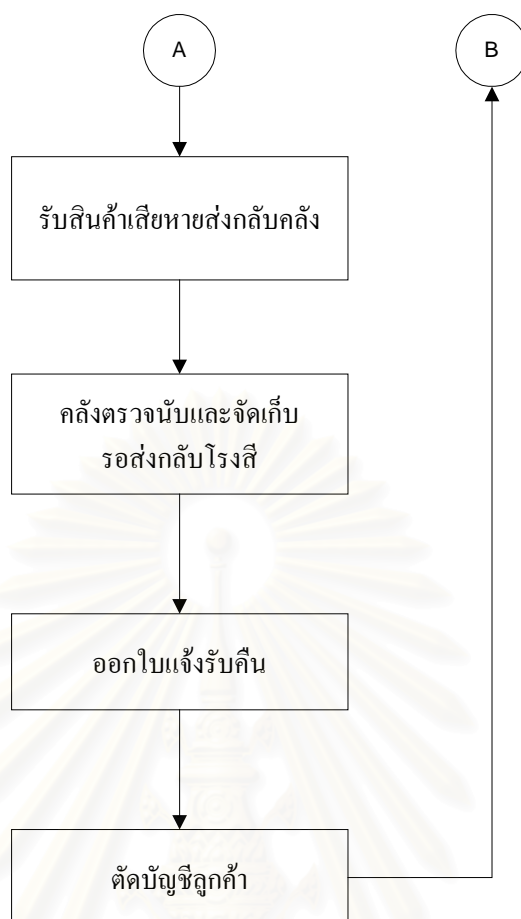 A
B
รับสินค้าเสียหายส่งกลับคลัง
คลังตรวจนับและจัดเก็บ
รอส่งกลับโรงสี
ออกใบแจ้งรับคืน
ตัดบัญชีลูกค้า